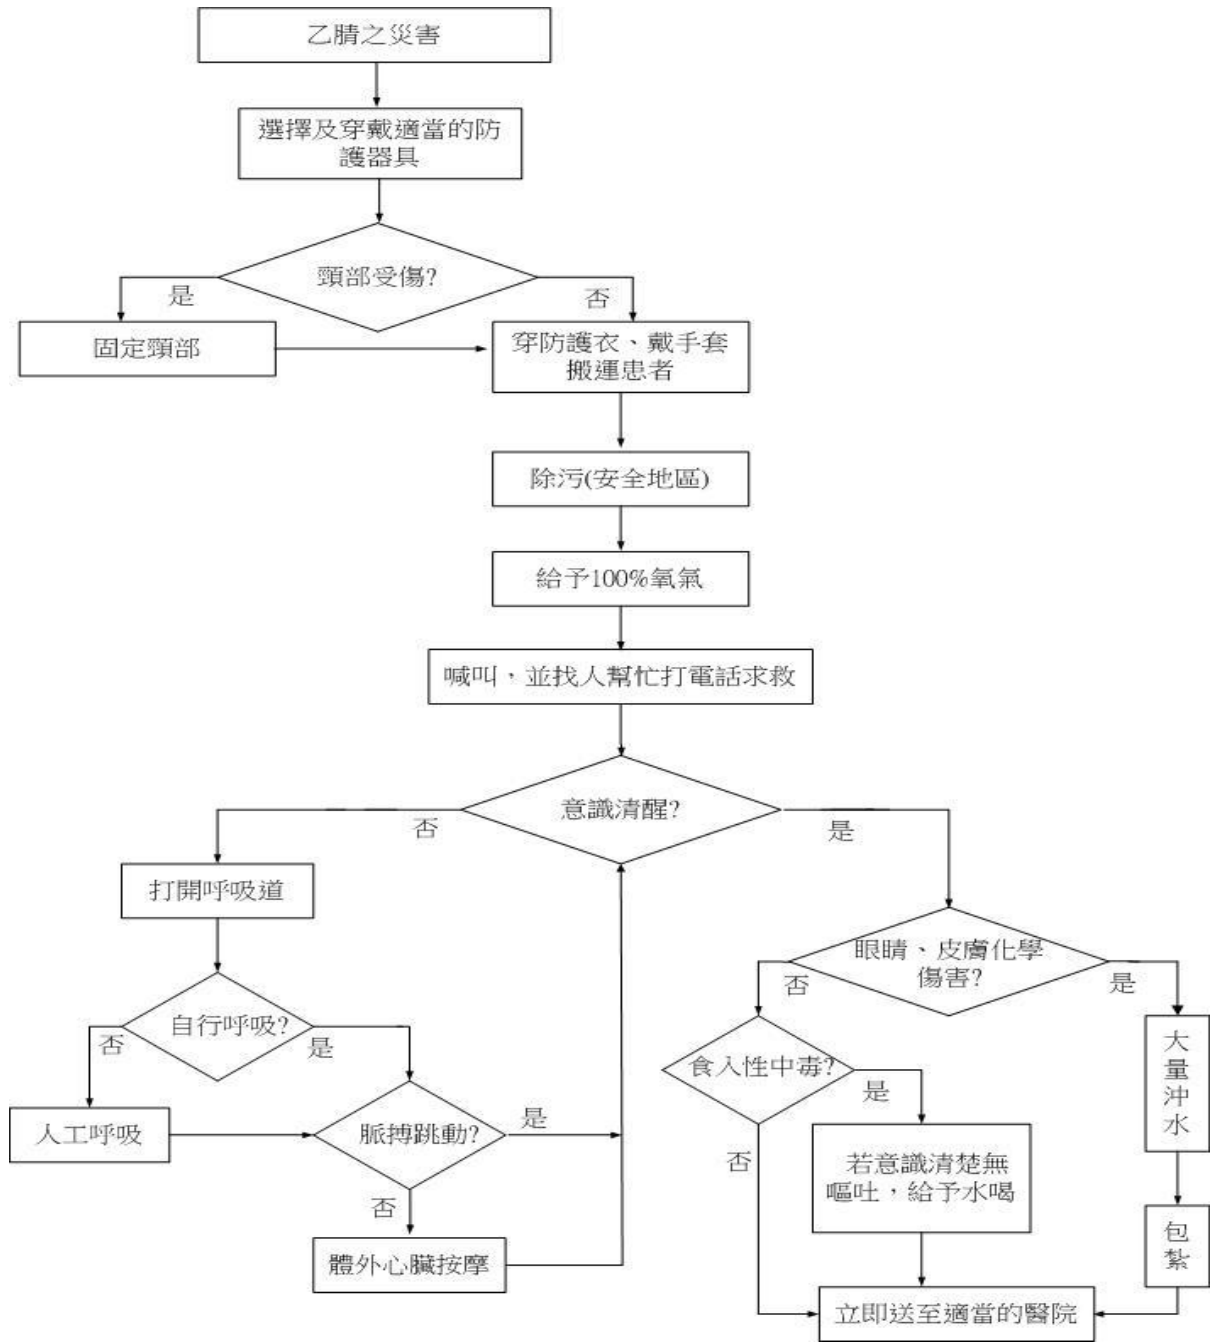 乙腈之災害
選擇及穿戴適當的防
護器具
頸部受傷?
是
否
固定頸部
穿防護衣、戴手套
搬運患者
除污(安全地區)
給予100%氧氣
喊叫，並找人幫忙打電話求救
意識清醒?
否
是
打開呼吸道
眼睛、皮膚化學
傷害?
否
是
自行呼吸?
否
是
大量沖水
食入性中毒?
是
否
人工呼吸
脈搏跳動?
是
否
若意識清楚無
嘔吐，給予水喝
包紮
體外心臟按摩
立即送至適當的醫院